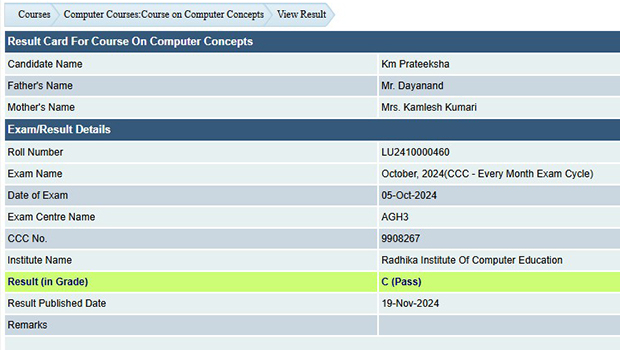 Courses Computer Courses:Course on Computer Concepts View Result
Result Card For Course On Computer Concepts
Candidate Name Km Prateeksha
Father's Name Mr. Dayanand
Mother's Name Mrs. Kamlesh Kumari
Exam/Result Details
Roll Number LU2410000460
Exam Name October, 2024(CCC - Every Month Exam Cycle)
Date of Exam 05-Oct-2024
Exam Centre Name AGH3
CCC No. 9908267
Institute Name Radhika Institute Of Computer Education
Result (in Grade) C (Pass)
Result Published Date 19-Nov-2024
Remarks